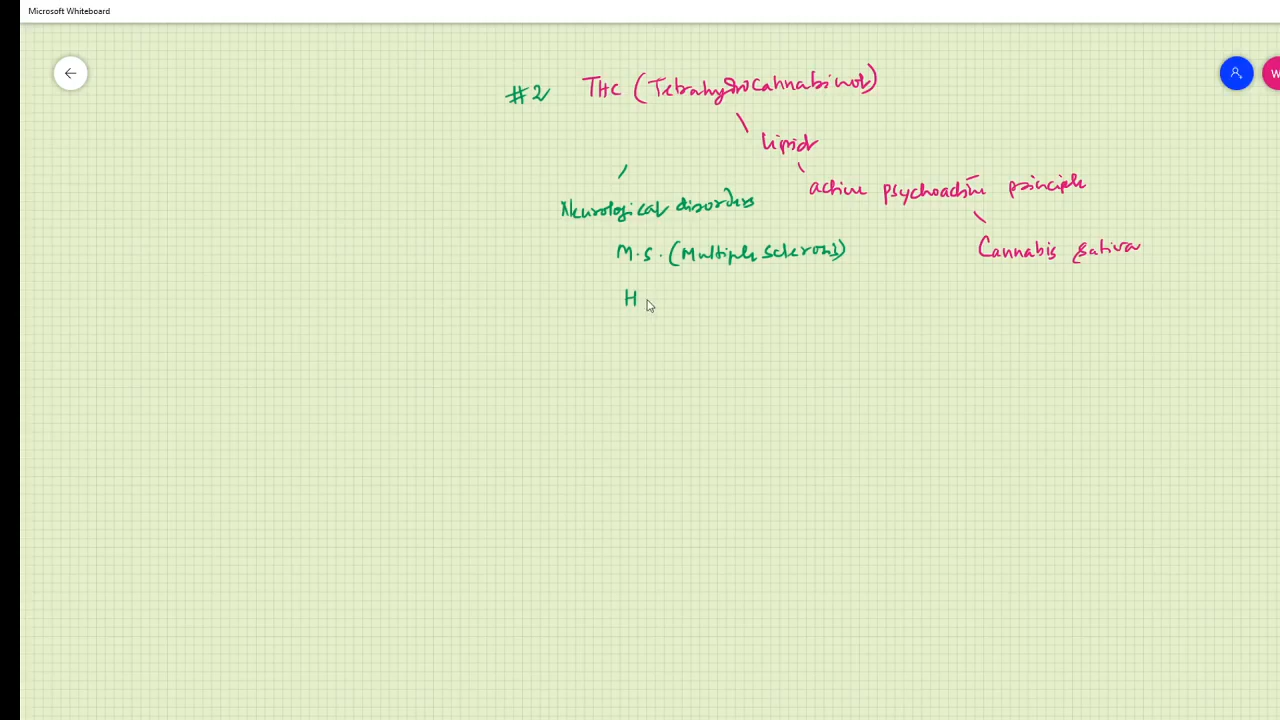 Microsoft Whiteboard
#2 THC (Tetrahydrocannabinol)
Lipid
active psychoactive principle
Neurological disorders
Cannabis sativa
M.S. (Multiple Sclerosis)
H
W